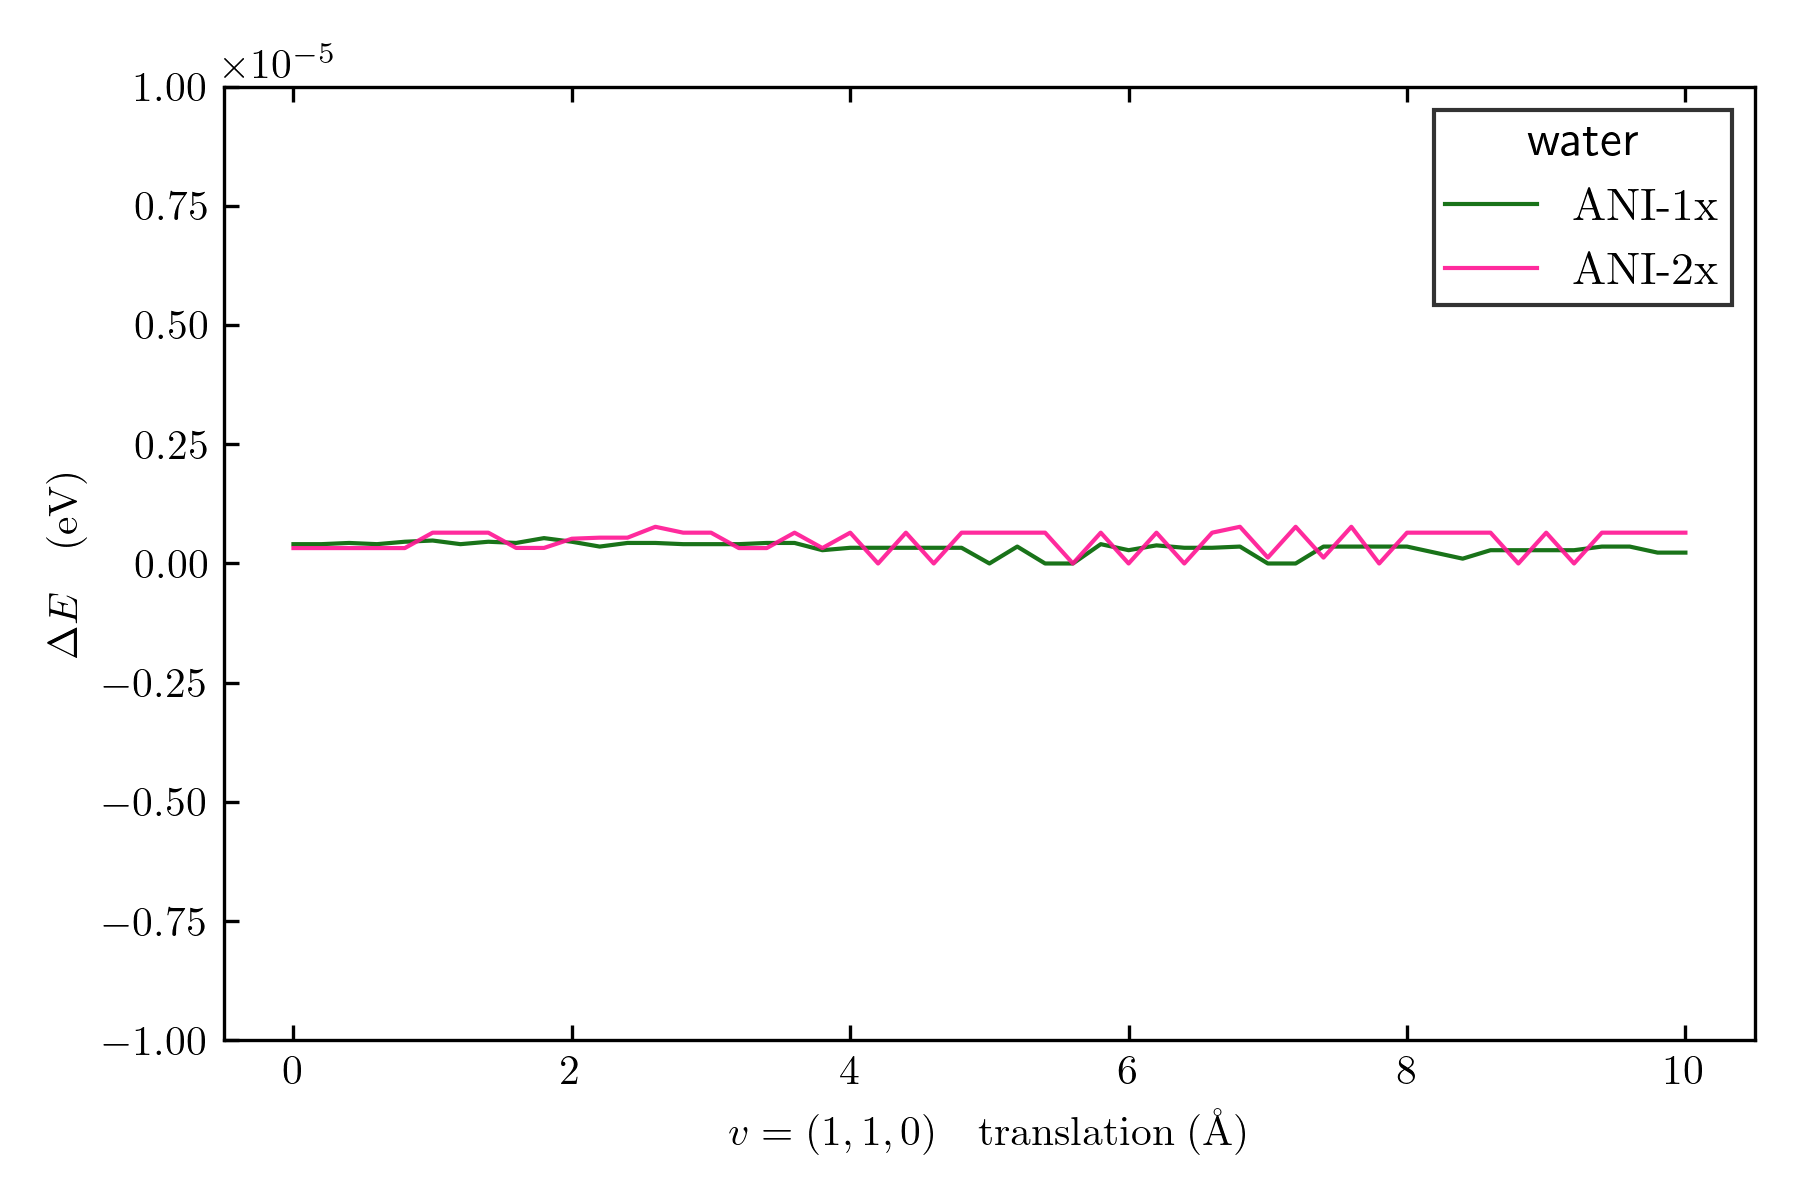 ×10⁻⁵
1.00
0.75
0.50
0.25
0.00
−0.25
−0.50
−0.75
−1.00
ΔE (eV)
water
ANI-1x
ANI-2x
0 2 4 6 8 10
v = (1, 1, 0) translation (Å)